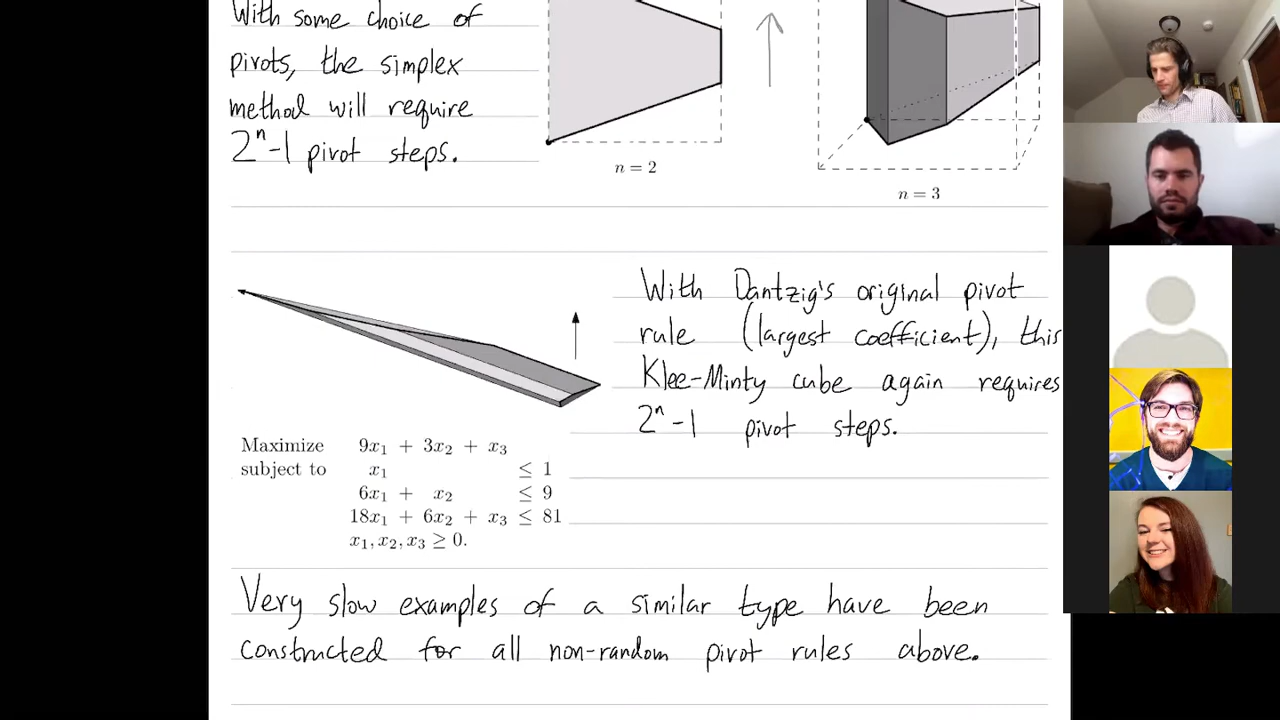 With some choice of
pivots, the simplex
method will require
2ⁿ-1 pivot steps.
n = 2
n = 3
With Dantzig's original pivot
rule (largest coefficient), this
Klee-Minty cube again requires
2ⁿ-1 pivot steps.
Maximize 9x₁ + 3x₂ + x₃
subject to x₁ ≤ 1
6x₁ + x₂ ≤ 9
18x₁ + 6x₂ + x₃ ≤ 81
x₁, x₂, x₃ ≥ 0.
Very slow examples of a similar type have been
constructed for all non-random pivot rules above.